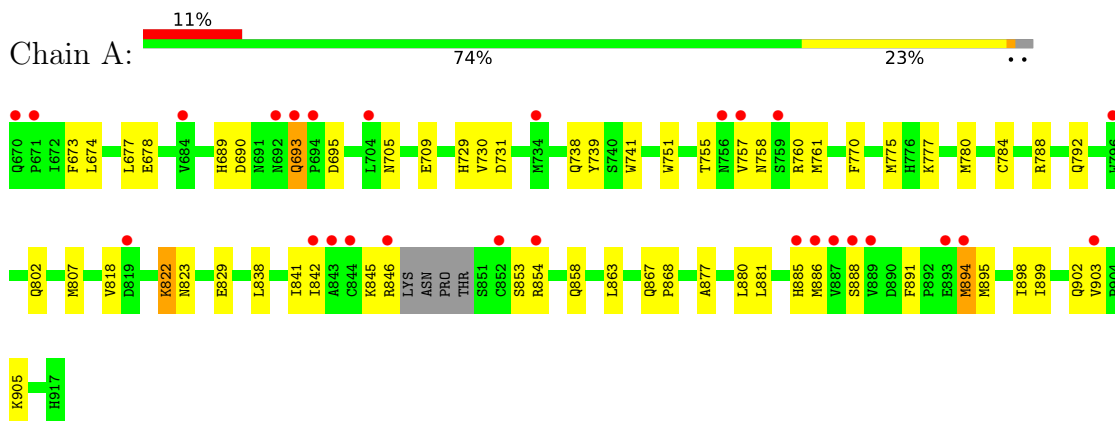 11%
Chain A:
74% 23% • •
Q670 P671 I672 F673 L674 L677 E678 V684 H689 D690 N691 N692 Q693 P694 D695 L704 N705 E709 H729 V730 D731 M734 Q738 Y739 S740 W741 W751 T755 N756 V757 N758 S759 R760 M761 F770 M775 H776 K777 M780 C784 R788 Q792 W796
Q802 M807 V818 D819 K822 N823 E829 L838 I841 I842 A843 C844 K845 R846 LYS ASN PRO THR S851 C852 S853 R854 Q858 L863 Q867 P868 A877 L880 L881 H885 M886 V887 S888 V889 D890 F891 P892 E893 M894 M895 I898 I899 Q902 V903 P904
K905 H917